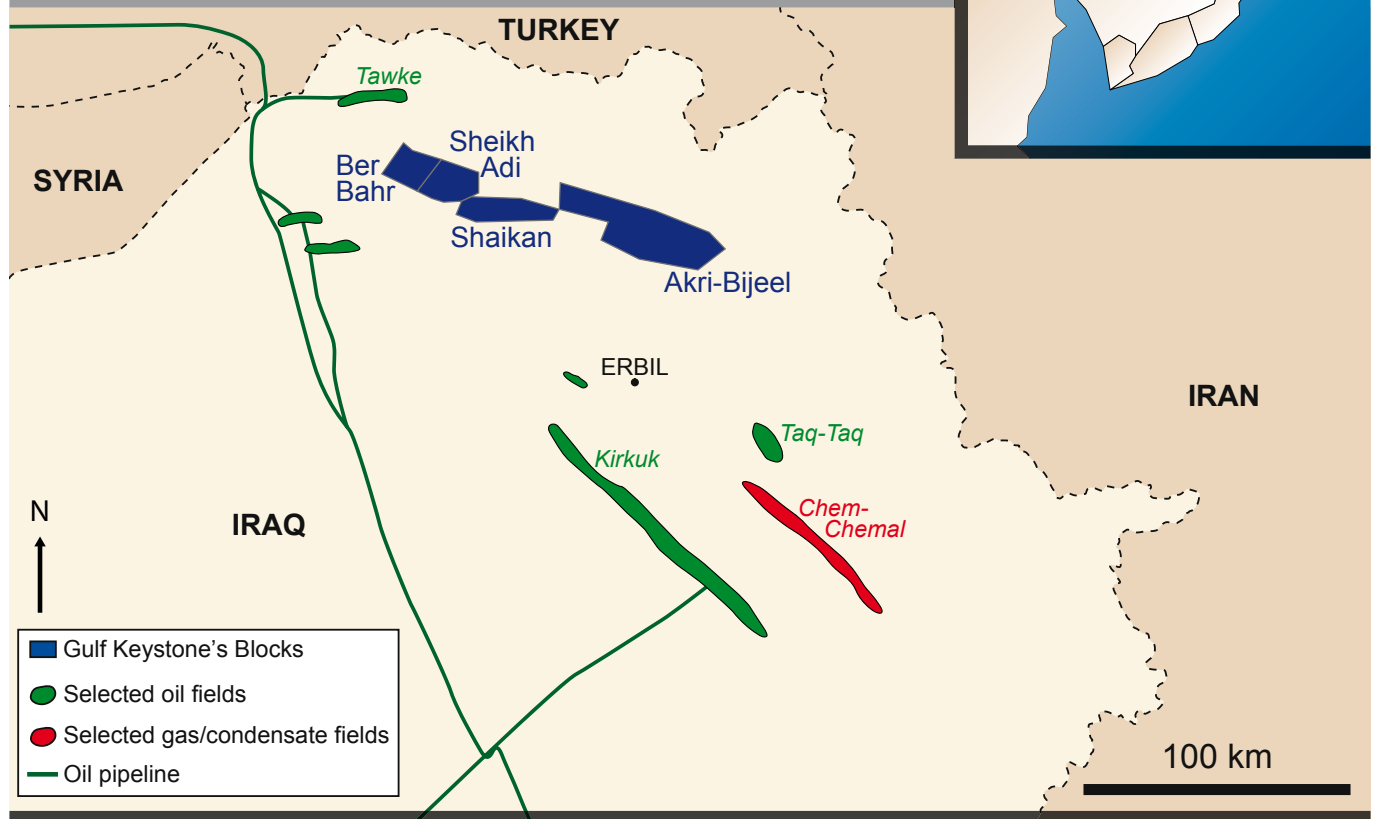 TURKEY
Tawke
Sheikh
Adi
Ber
Bahr
SYRIA
Shaikan
Akri-Bijeel
ERBIL
IRAN
Taq-Taq
Kirkuk
Chem-
Chemal
N
IRAQ
Gulf Keystone’s Blocks
Selected oil fields
Selected gas/condensate fields
Oil pipeline
100 km